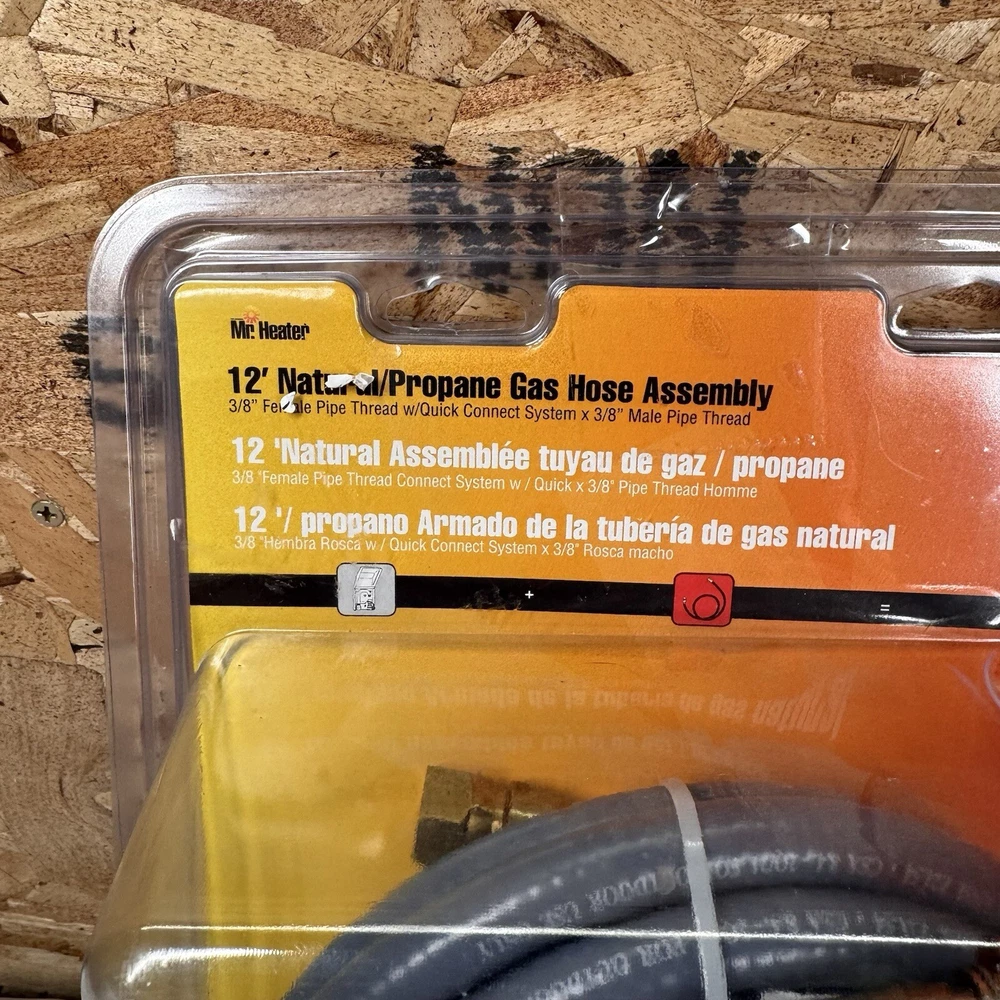 Mr. Heater
12' Natural/Propane Gas Hose Assembly
3/8" Female Pipe Thread w/Quick Connect System x 3/8" Male Pipe Thread
12 'Natural Assemblée tuyau de gaz / propane
3/8 "Female Pipe Thread Connect System w / Quick x 3/8" Pipe Thread Homme
12 '/ propano Armado de la tubería de gas natural
3/8 "Hembra Rosca w / Quick Connect System x 3/8" Rosca macho
+ =